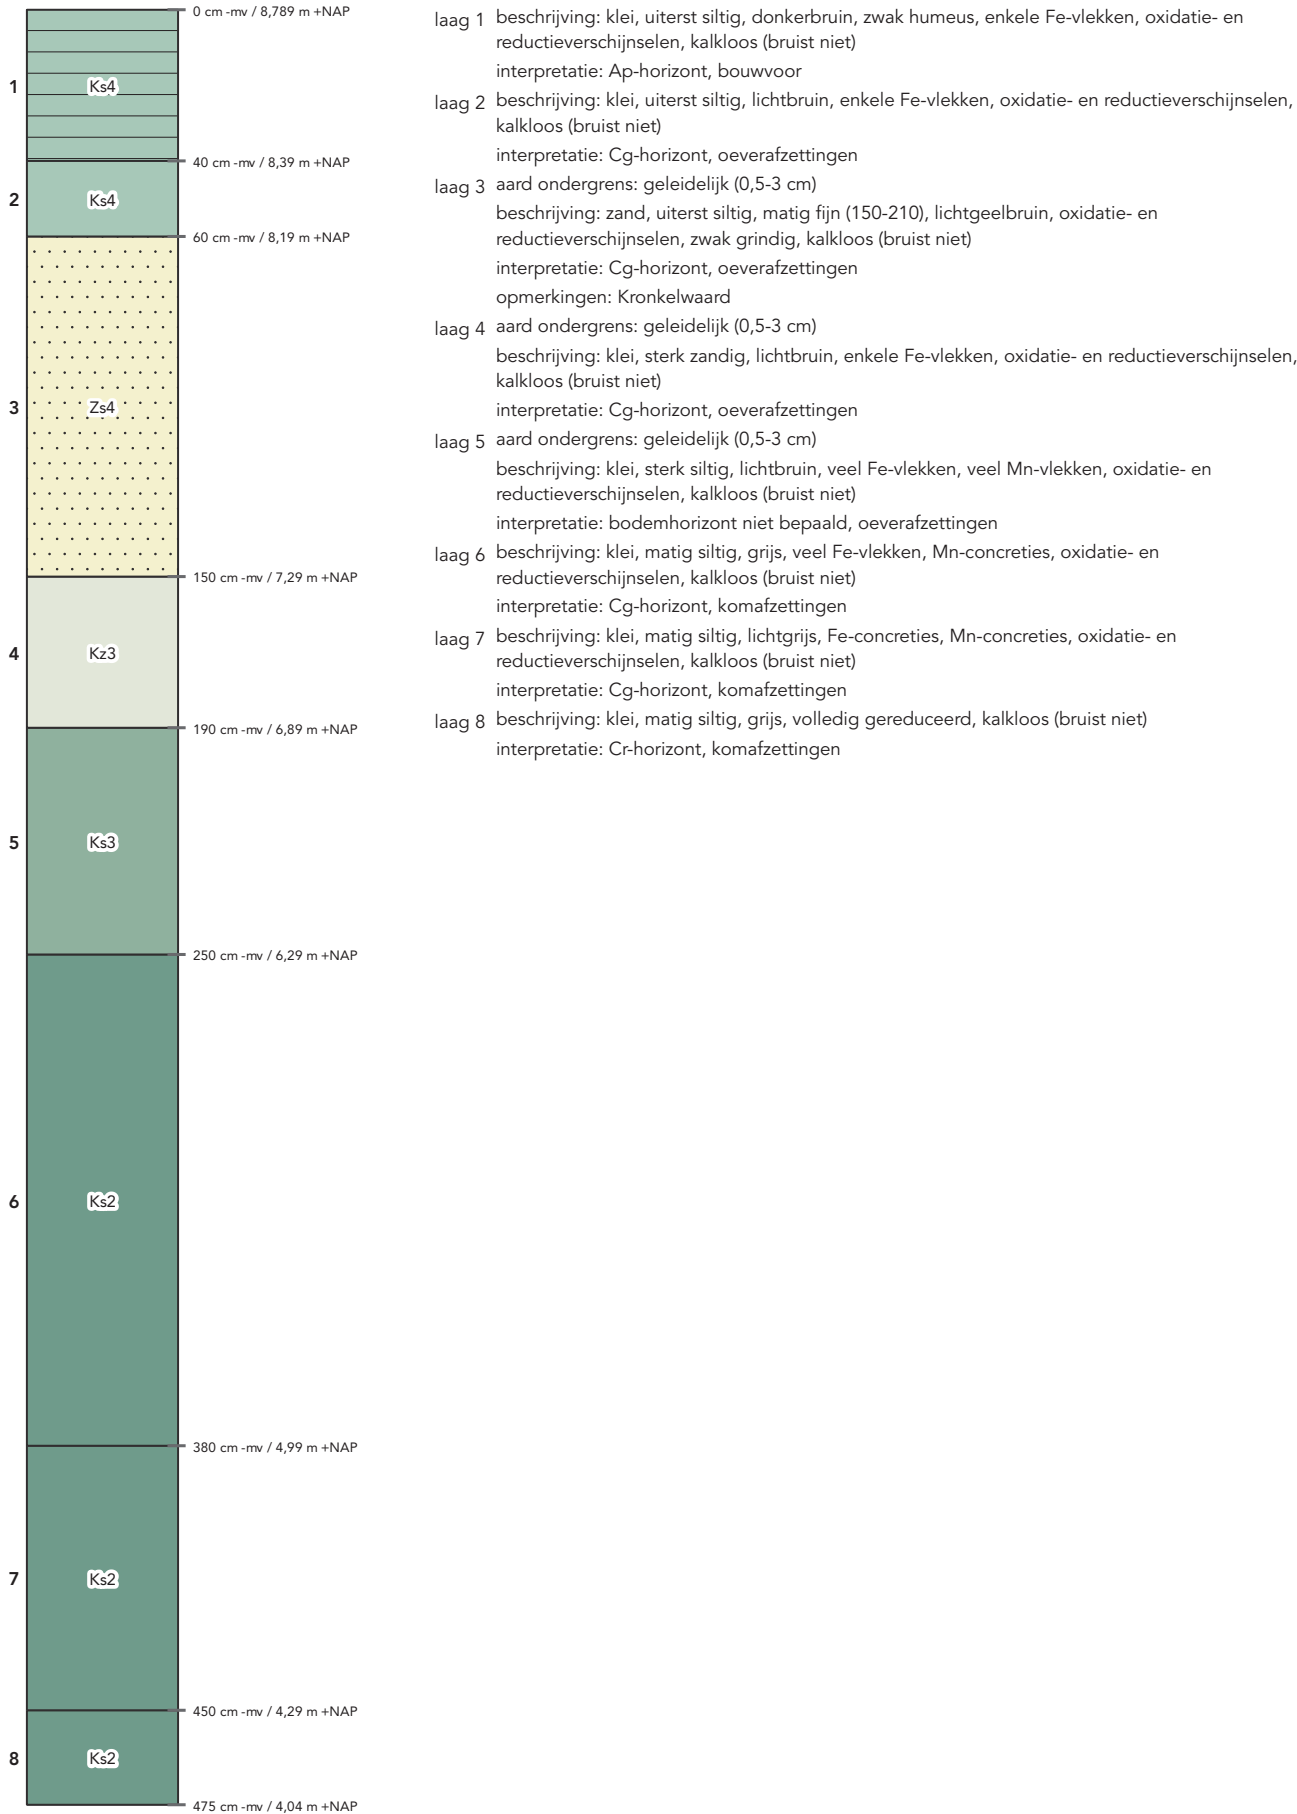 0 cm -mv / 8,789 m +NAP
1
Ks4
40 cm -mv / 8,39 m +NAP
2
Ks4
60 cm -mv / 8,19 m +NAP
3
Zs4
150 cm -mv / 7,29 m +NAP
4
Kz3
190 cm -mv / 6,89 m +NAP
5
Ks3
250 cm -mv / 6,29 m +NAP
6
Ks2
380 cm -mv / 4,99 m +NAP
7
Ks2
450 cm -mv / 4,29 m +NAP
8
Ks2
475 cm -mv / 4,04 m +NAP
laag 1 beschrijving: klei, uiterst siltig, donkerbruin, zwak humeus, enkele Fe-vlekken, oxidatie- en
reductieverschijnselen, kalkloos (bruist niet)
interpretatie: Ap-horizont, bouwvoor
laag 2 beschrijving: klei, uiterst siltig, lichtbruin, enkele Fe-vlekken, oxidatie- en reductieverschijnselen,
kalkloos (bruist niet)
interpretatie: Cg-horizont, oeverafzettingen
laag 3 aard ondergrens: geleidelijk (0,5-3 cm)
beschrijving: zand, uiterst siltig, matig fijn (150-210), lichtgeelbruin, oxidatie- en
reductieverschijnselen, zwak grindig, kalkloos (bruist niet)
interpretatie: Cg-horizont, oeverafzettingen
opmerkingen: Kronkelwaard
laag 4 aard ondergrens: geleidelijk (0,5-3 cm)
beschrijving: klei, sterk zandig, lichtbruin, enkele Fe-vlekken, oxidatie- en reductieverschijnselen,
kalkloos (bruist niet)
interpretatie: Cg-horizont, oeverafzettingen
laag 5 aard ondergrens: geleidelijk (0,5-3 cm)
beschrijving: klei, sterk siltig, lichtbruin, veel Fe-vlekken, veel Mn-vlekken, oxidatie- en
reductieverschijnselen, kalkloos (bruist niet)
interpretatie: bodemhorizont niet bepaald, oeverafzettingen
laag 6 beschrijving: klei, matig siltig, grijs, veel Fe-vlekken, Mn-concreties, oxidatie- en
reductieverschijnselen, kalkloos (bruist niet)
interpretatie: Cg-horizont, komafzettingen
laag 7 beschrijving: klei, matig siltig, lichtgrijs, Fe-concreties, Mn-concreties, oxidatie- en
reductieverschijnselen, kalkloos (bruist niet)
interpretatie: Cg-horizont, komafzettingen
laag 8 beschrijving: klei, matig siltig, grijs, volledig gereduceerd, kalkloos (bruist niet)
interpretatie: Cr-horizont, komafzettingen